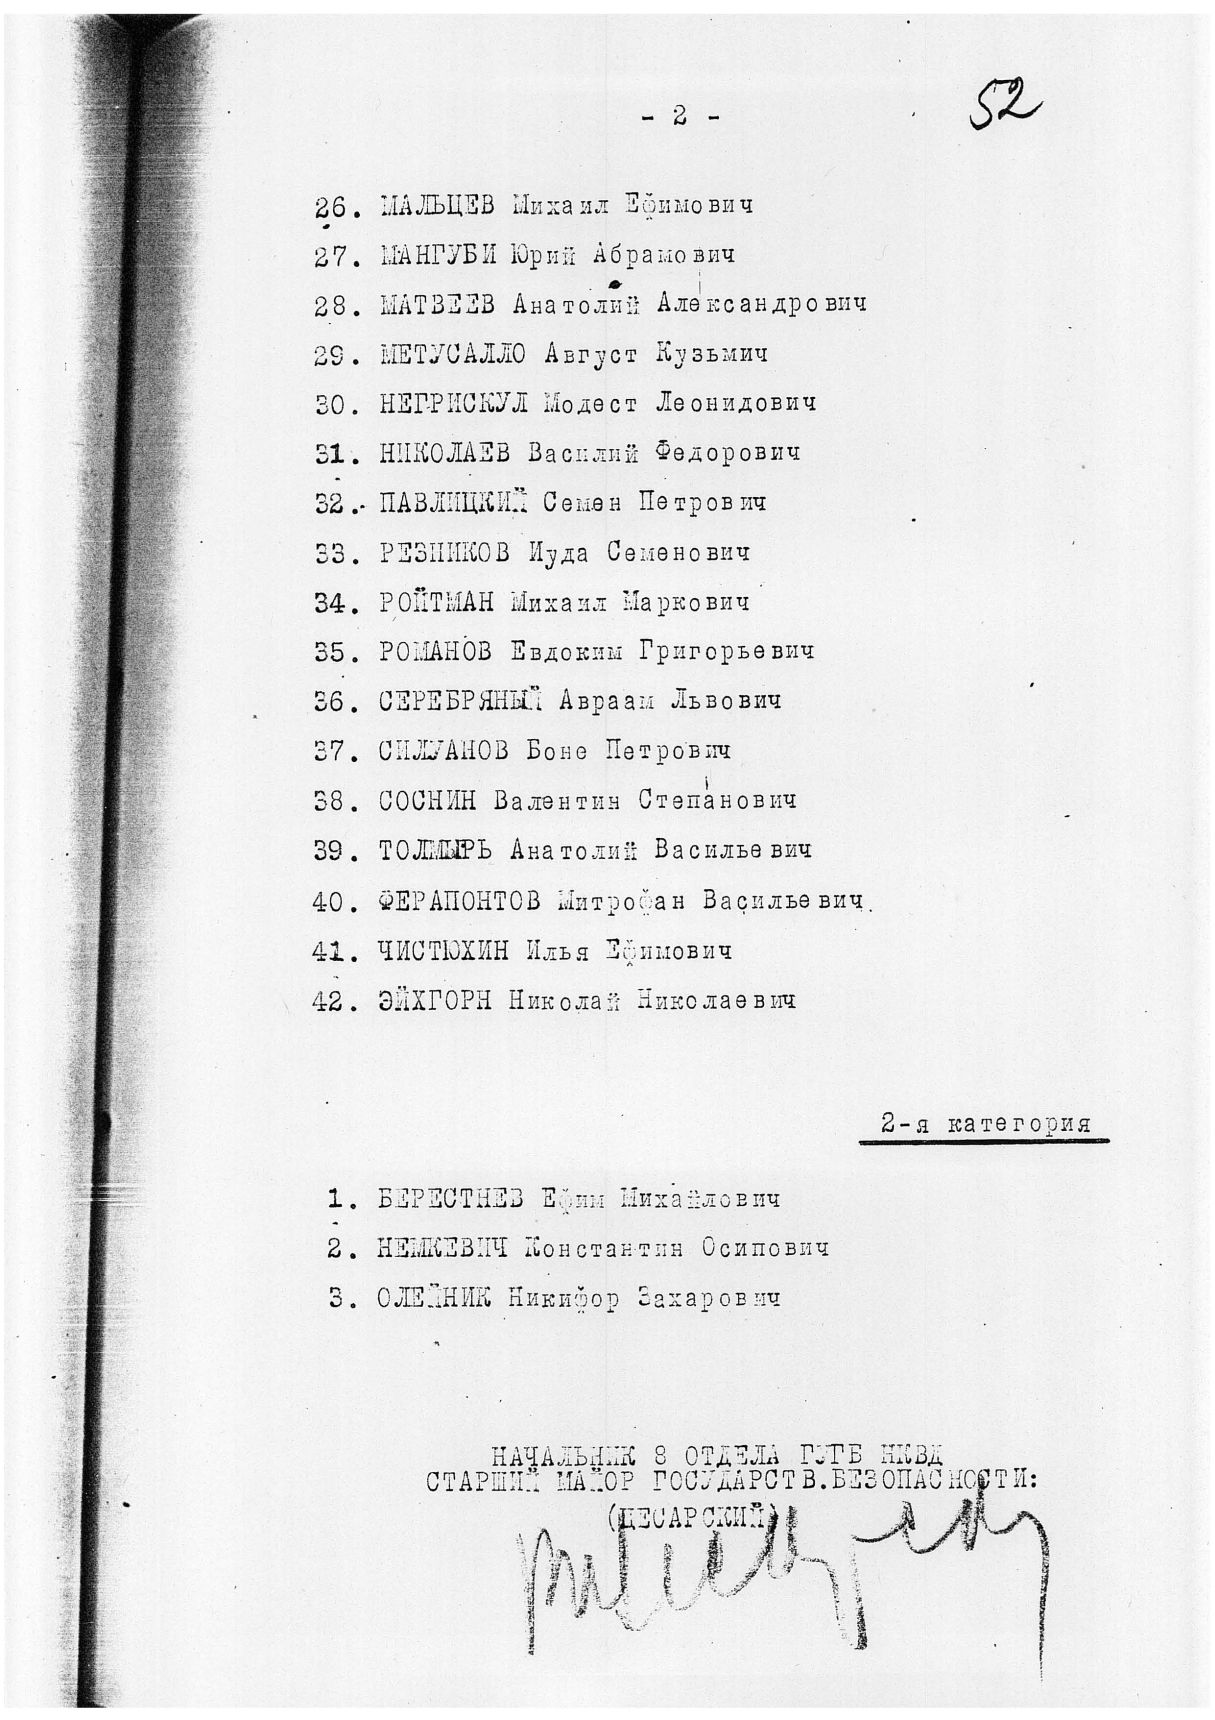 - 2 -
52
26. МАЛЬЦЕВ Михаил Ефимович
27. МАНГУБИ Юрий Абрамович
28. МАТВЕЕВ Анатолий Александрович
29. МЕТУСАЛЛО Август Кузьмич
30. НЕГРИСКУЛ Модест Леонидович
31. НИКОЛАЕВ Василий Федорович
32. ПАВЛИЦКИЙ Семен Петрович
33. РЕЗНИКОВ Иуда Семенович
34. РОЙТМАН Михаил Маркович
35. РОМАНОВ Евдоким Григорьевич
36. СЕРЕБРЯНЫЙ Авраам Львович
37. СИЛУАНОВ Боне Петрович
38. СОСНИН Валентин Степанович
39. ТОЛМЫРЬ Анатолий Васильевич
40. ФЕРАПОНТОВ Митрофан Васильевич.
41. ЧИСТЮХИН Илья Ефимович
42. ЭЙХГОРН Николай Николаевич
2-я категория
1. БЕРЕСТНЕВ Ефим Михайлович
2. НЕМКЕВИЧ Константин Осипович
3. ОЛЕЙНИК Никифор Захарович
НАЧАЛЬНИК 8 ОТДЕЛА ГУГБ НКВД
СТАРШИЙ МАЙОР ГОСУДАРСТВ.БЕЗОПАСНОСТИ:
(ЦЕСАРСКИЙ)